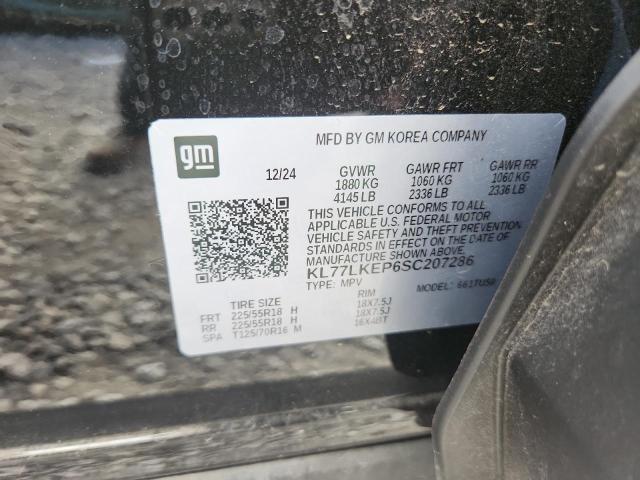 gm
MFD BY GM KOREA COMPANY
12/24 GVWR GAWR FRT GAWR RR
1880 KG 1060 KG 1060 KG
4145 LB 2336 LB 2336 LB
THIS VEHICLE CONFORMS TO ALL
APPLICABLE U.S. FEDERAL MOTOR
VEHICLE SAFETY AND THEFT PREVENTION
STANDARDS IN EFFECT ON THE DATE OF
MANUFACTURE SHOWN ABOVE.
KL77LKEP6SC207286
TYPE: MPV MODEL: 661TUS9
TIRE SIZE RIM
FRT 225/55R18 H 18X7.5J
RR 225/55R18 H 18X7.5J
SPA T125/70R16 M 16X4BT